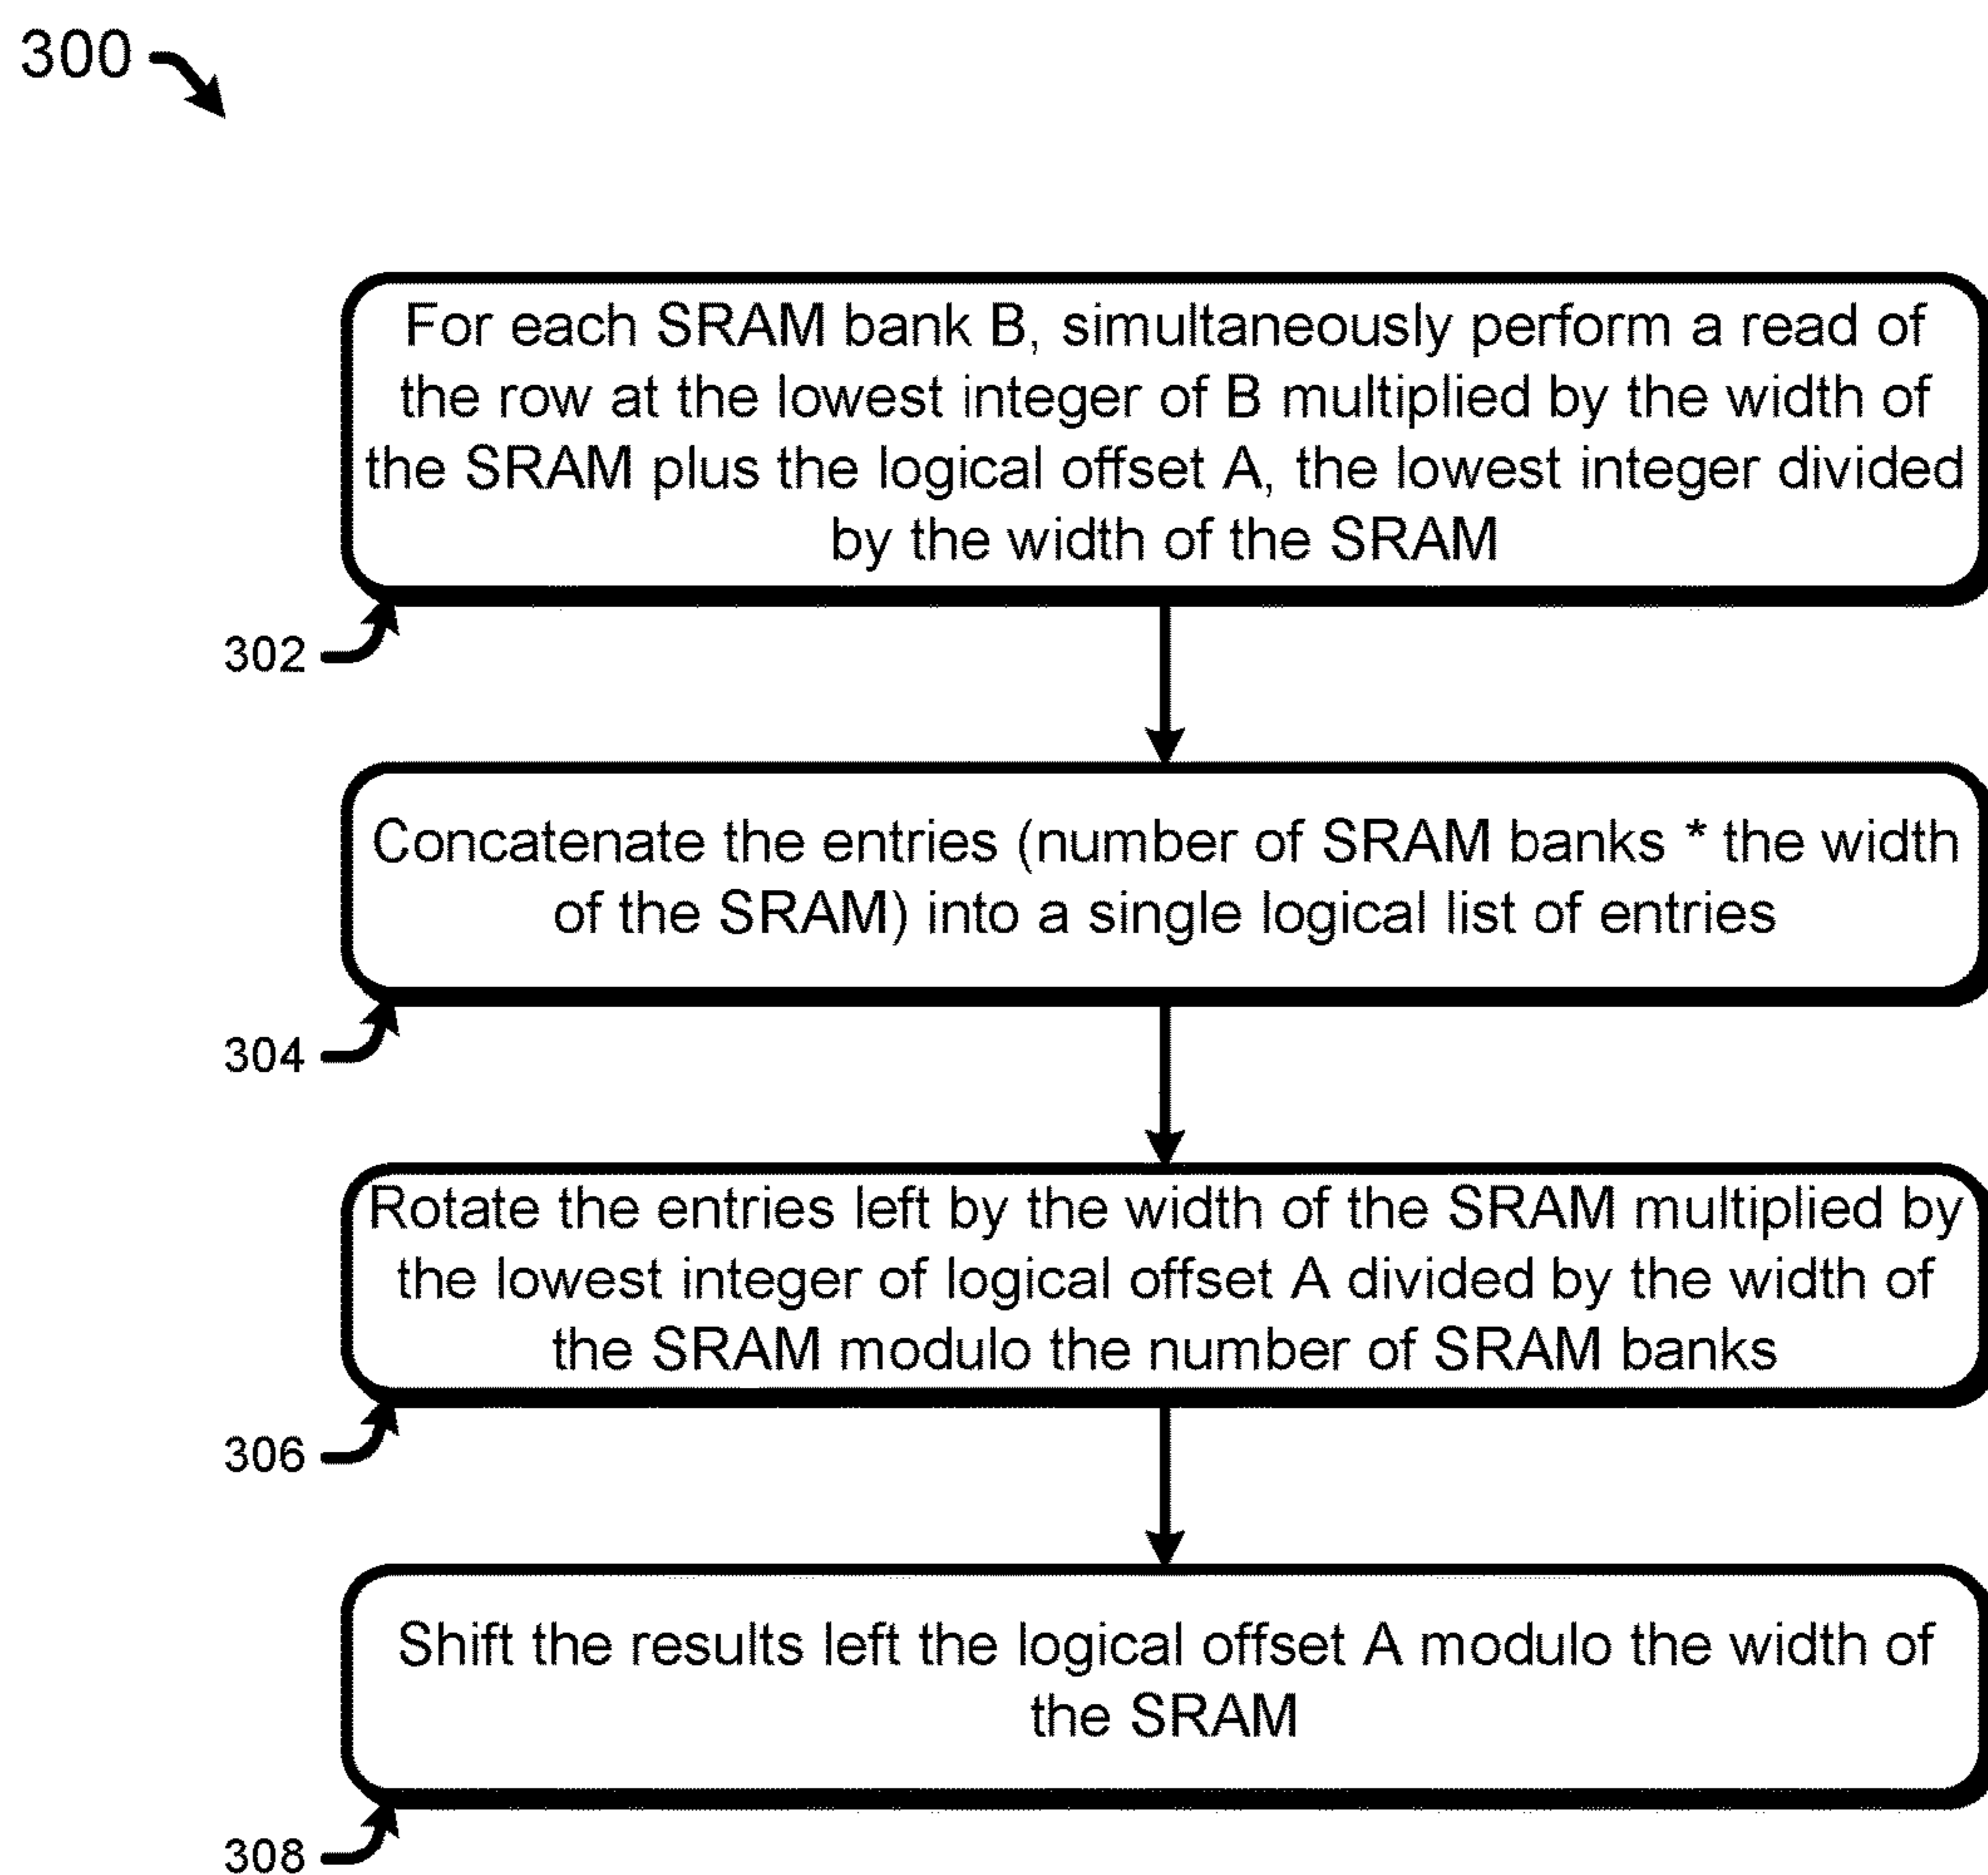 300
For each SRAM bank B, simultaneously perform a read of
the row at the lowest integer of B multiplied by the width of
the SRAM plus the logical offset A, the lowest integer divided
by the width of the SRAM
302
Concatenate the entries (number of SRAM banks * the width
of the SRAM) into a single logical list of entries
304
Rotate the entries left by the width of the SRAM multiplied by
the lowest integer of logical offset A divided by the width of
the SRAM modulo the number of SRAM banks
306
Shift the results left the logical offset A modulo the width of
the SRAM
308